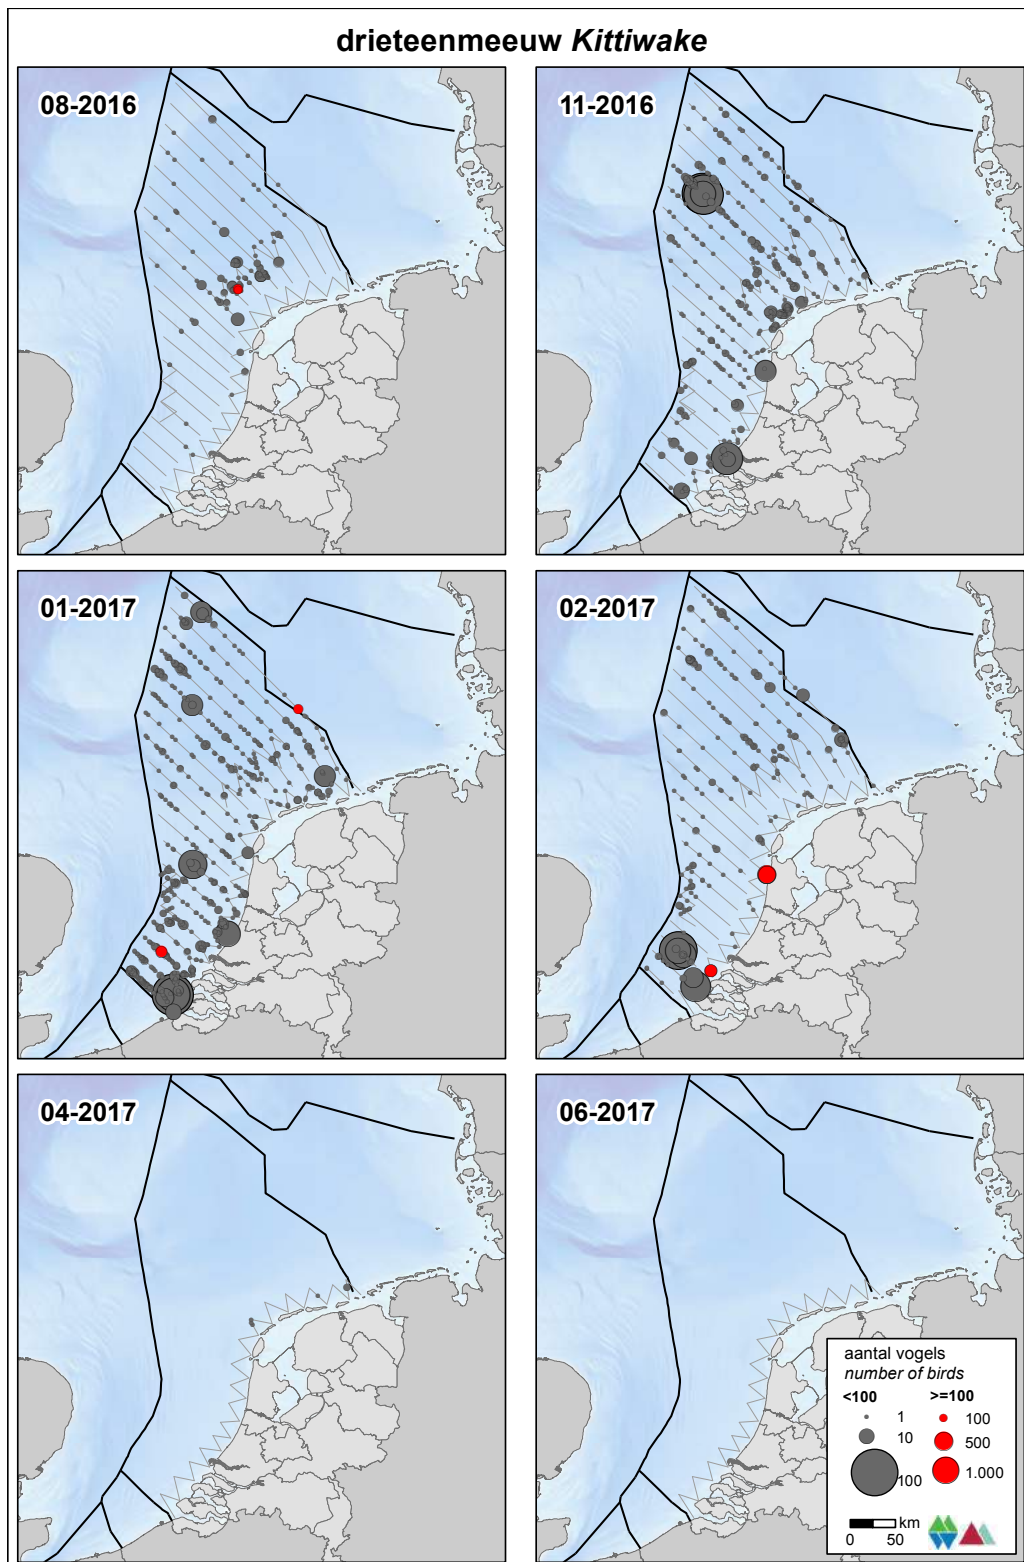 drieteenmeeuw Kittiwake
08-2016
11-2016
01-2017
02-2017
04-2017
06-2017
aantal vogels
number of birds
<100 >=100
1 100
10 500
100 1.000
km
0 50